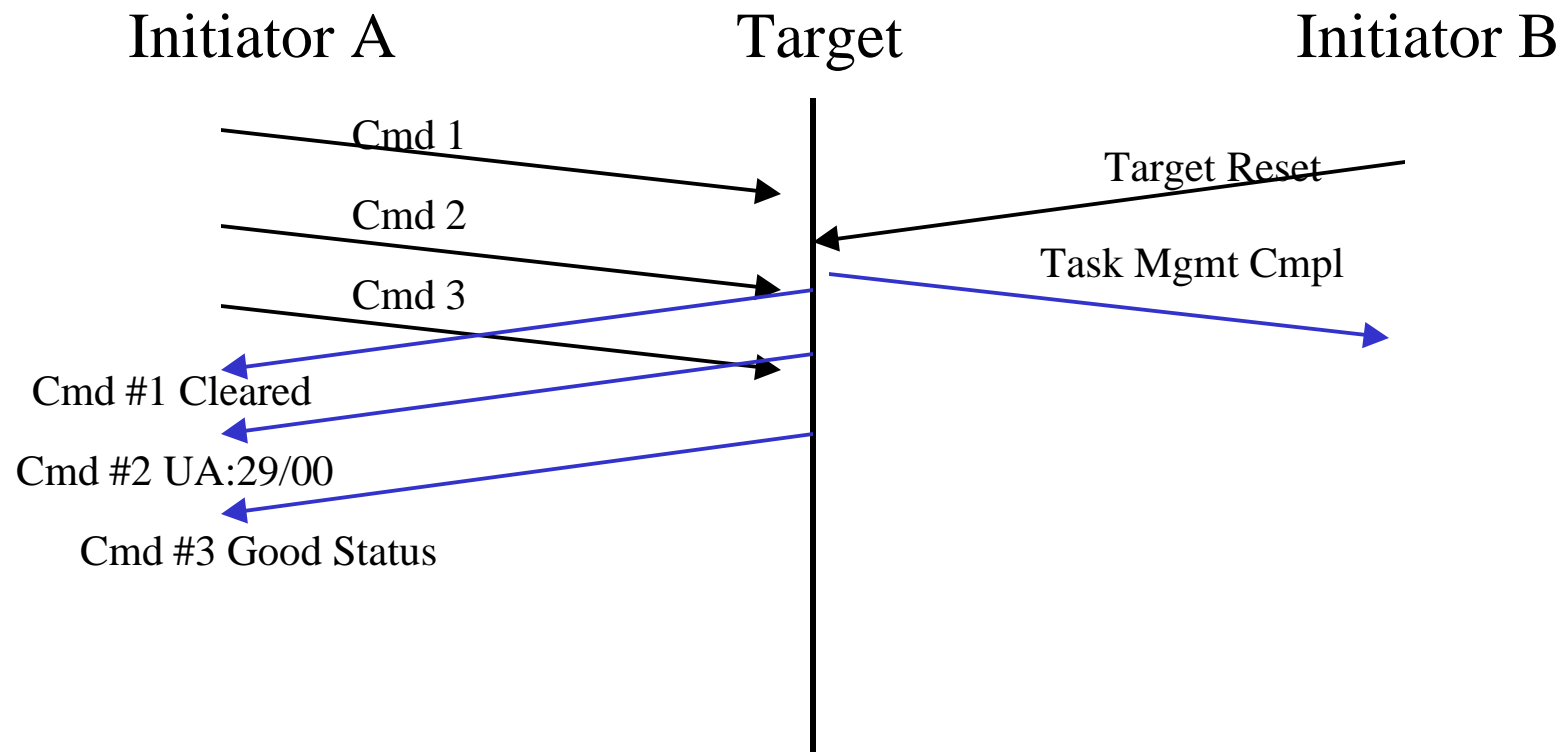 Initiator A
Target
Initiator B
Cmd 1
Target Reset
Cmd 2
Task Mgmt Cmpl
Cmd 3
Cmd #1 Cleared
Cmd #2 UA:29/00
Cmd #3 Good Status